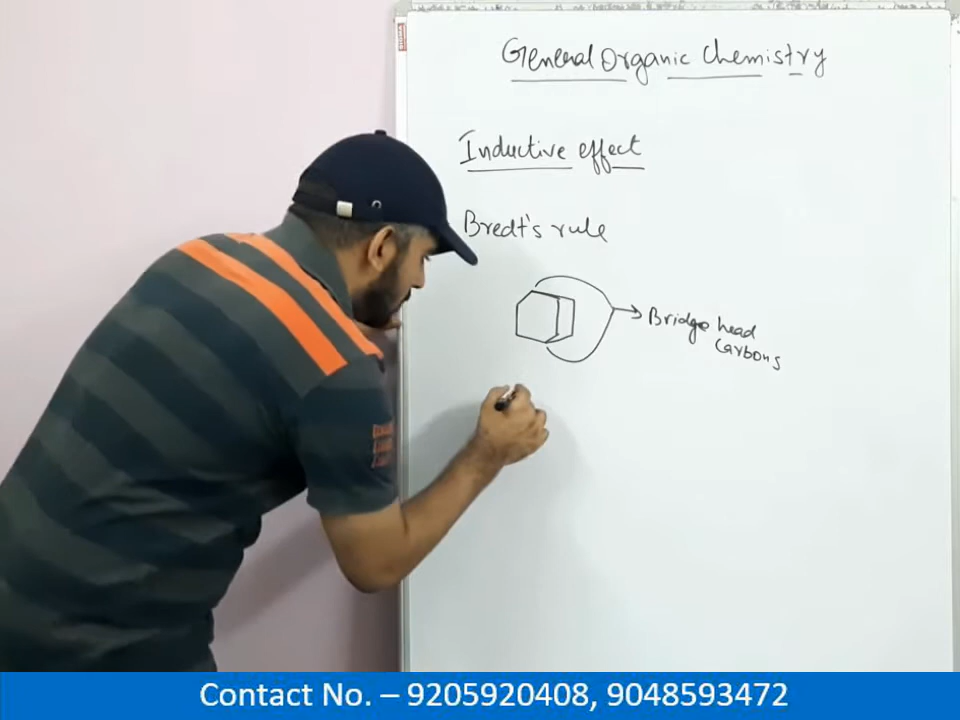 General Organic Chemistry
Inductive effect
Bredt's rule
Bridge head
Carbons
Contact No. – 9205920408, 9048593472